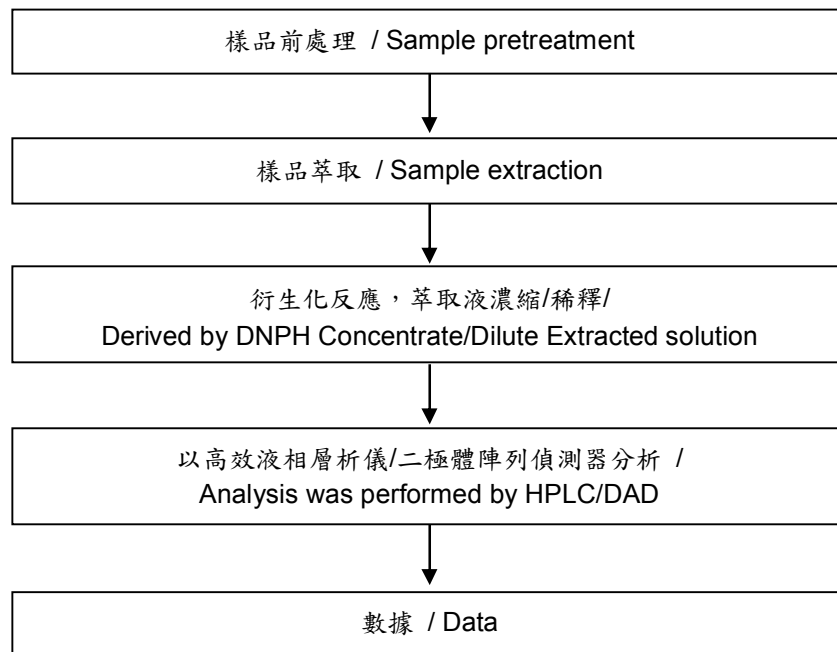 樣品前處理 / Sample pretreatment
樣品萃取 / Sample extraction
衍生化反應，萃取液濃縮/稀釋/
Derived by DNPH Concentrate/Dilute Extracted solution
以高效液相層析儀/二極體陣列偵測器分析 /
Analysis was performed by HPLC/DAD
數據 / Data